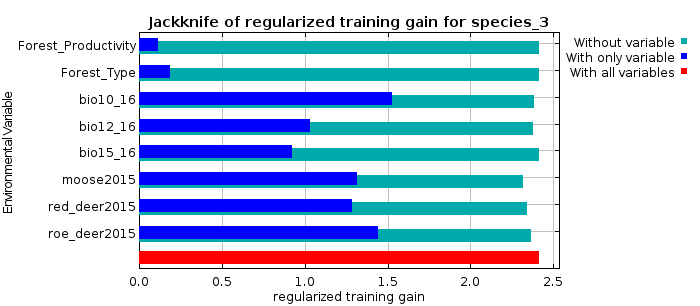 Jackknife of regularized training gain for species_3
Environmental Variable
Forest_Productivity
Forest_Type
bio10_16
bio12_16
bio15_16
moose2015
red_deer2015
roe_deer2015
Without variable
With only variable
With all variables
0.0 0.5 1.0 1.5 2.0 2.5
regularized training gain